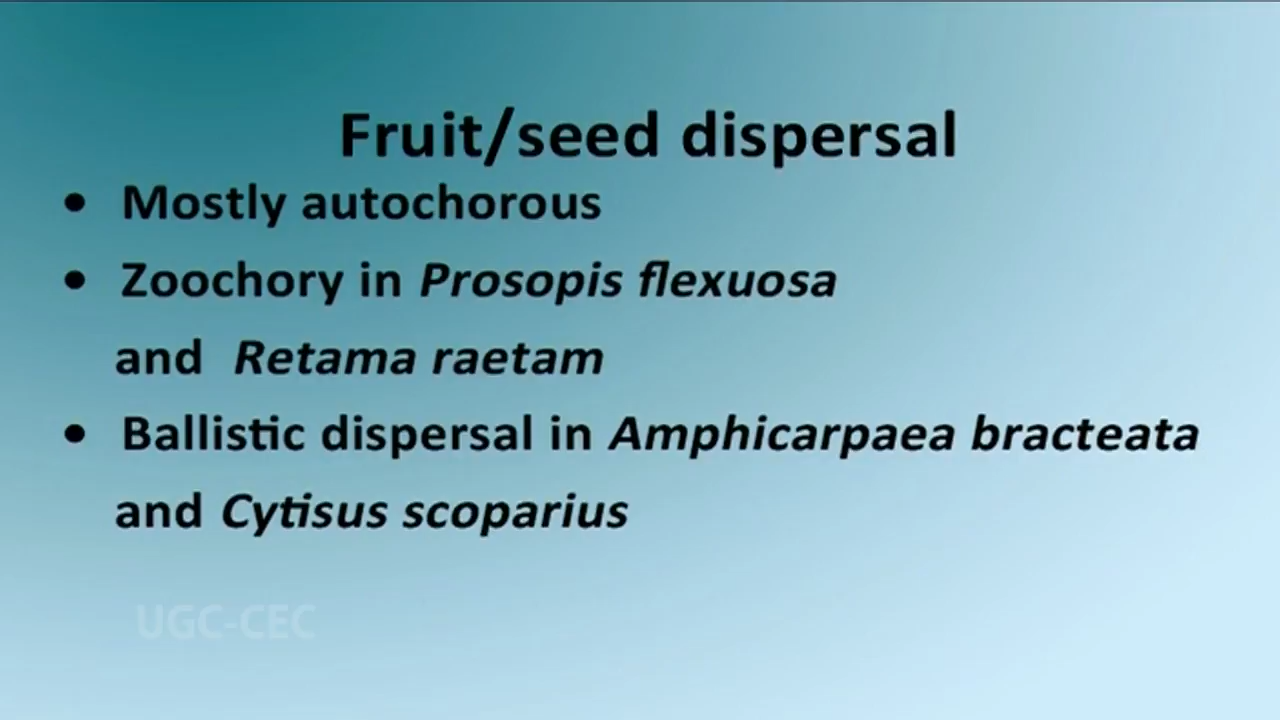 Fruit/seed dispersal
• Mostly autochorous
• Zoochory in Prosopis flexuosa
and Retama raetam
• Ballistic dispersal in Amphicarpaea bracteata
and Cytisus scoparius
UGC-CEC